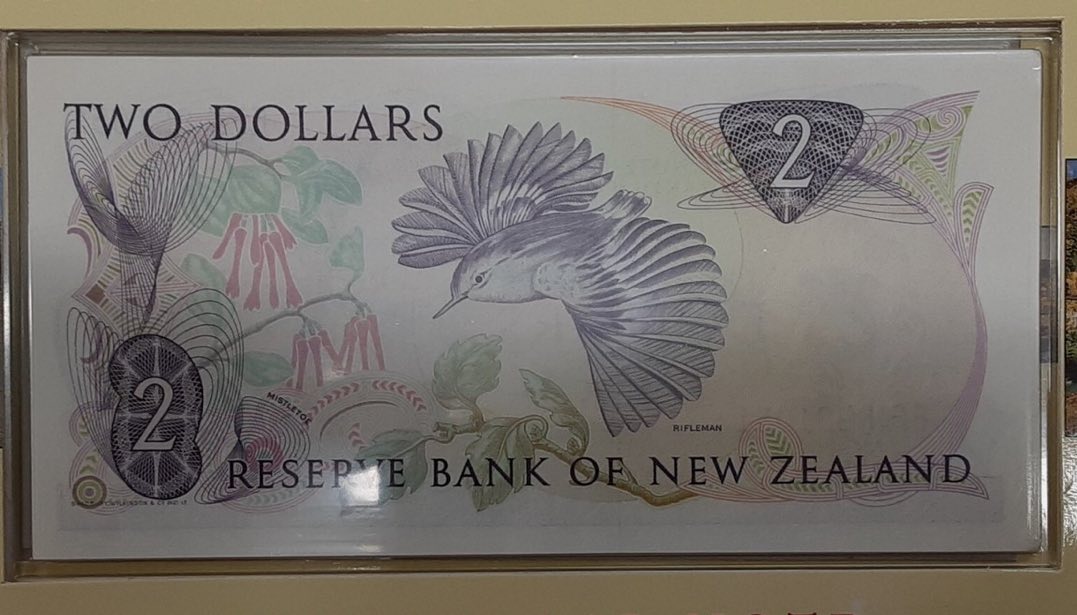 TWO DOLLARS
2
2
MISTLETOE
RIFLEMAN
RESERVE BANK OF NEW ZEALAND